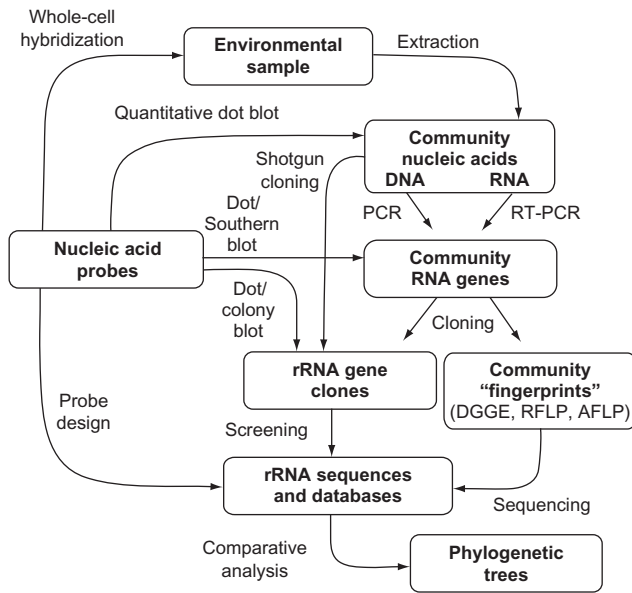 Whole-cell
hybridization
Environmental
sample
Extraction
Quantitative dot blot
Community
nucleic acids
DNA RNA
Shotgun
cloning
PCR
RT-PCR
Dot/
Southern
blot
Nucleic acid
probes
Community
RNA genes
Dot/
colony
blot
Cloning
rRNA gene
clones
Community
“fingerprints”
(DGGE, RFLP, AFLP)
Probe
design
Screening
rRNA sequences
and databases
Sequencing
Comparative
analysis
Phylogenetic
trees